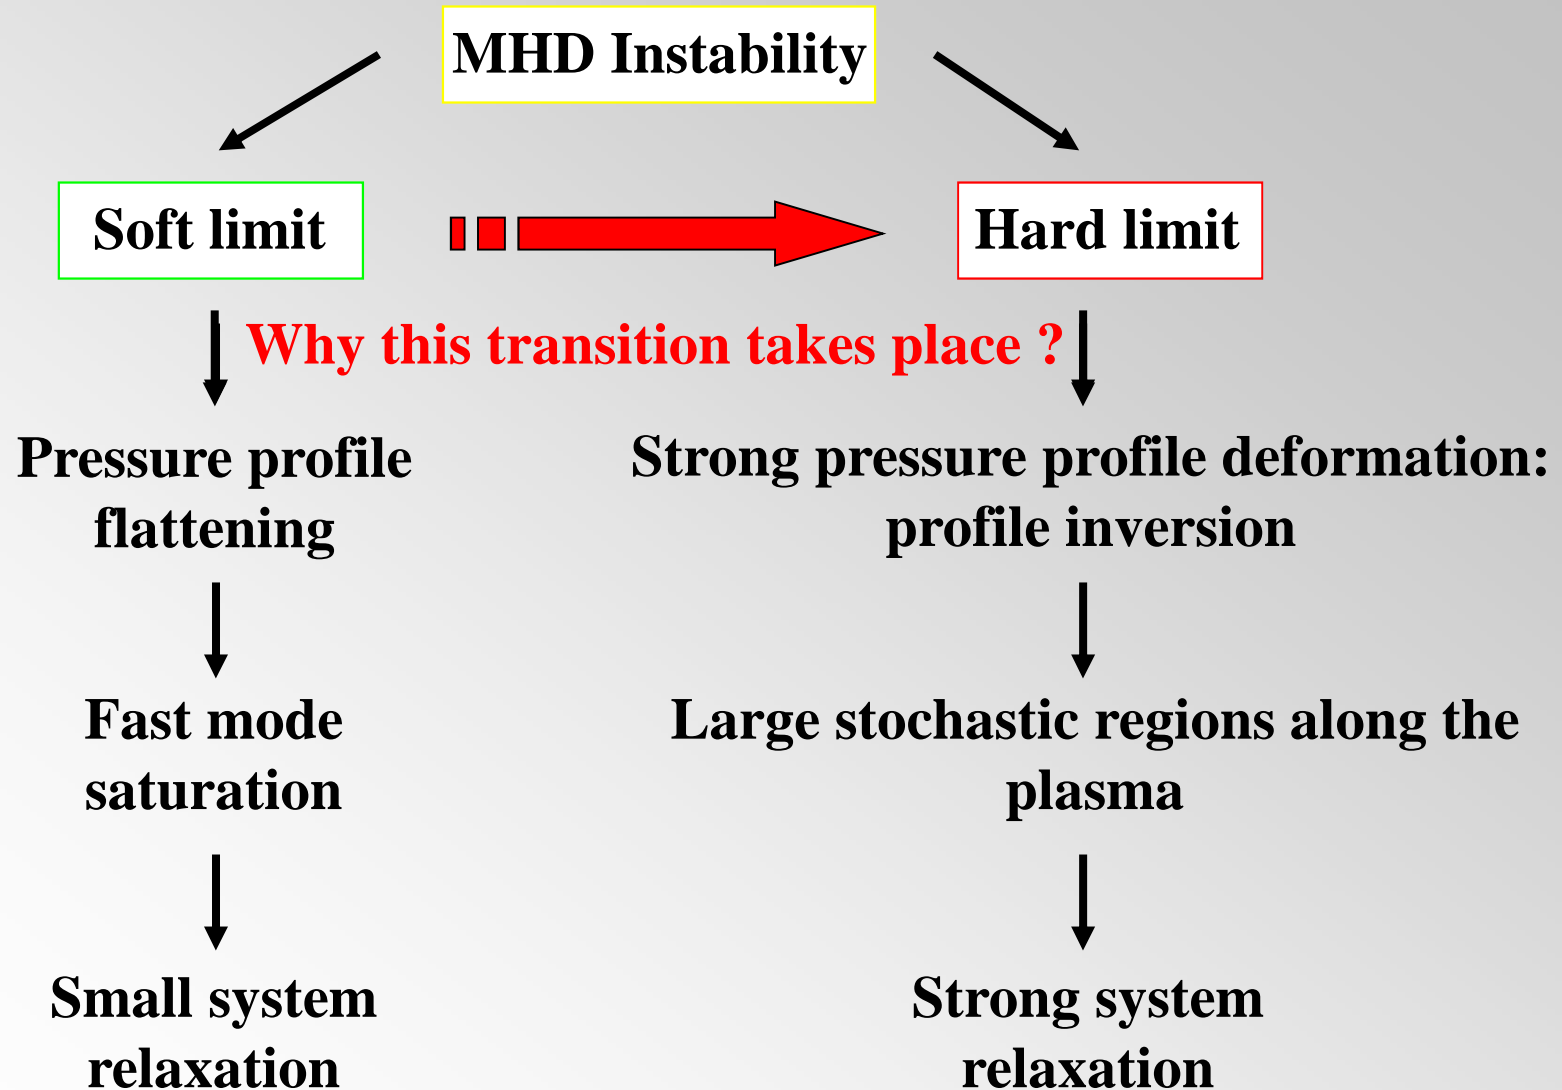 MHD Instability
Soft limit
Hard limit
Why this transition takes place ?
Pressure profile
flattening
Strong pressure profile deformation:
profile inversion
Fast mode
saturation
Large stochastic regions along the
plasma
Small system
relaxation
Strong system
relaxation